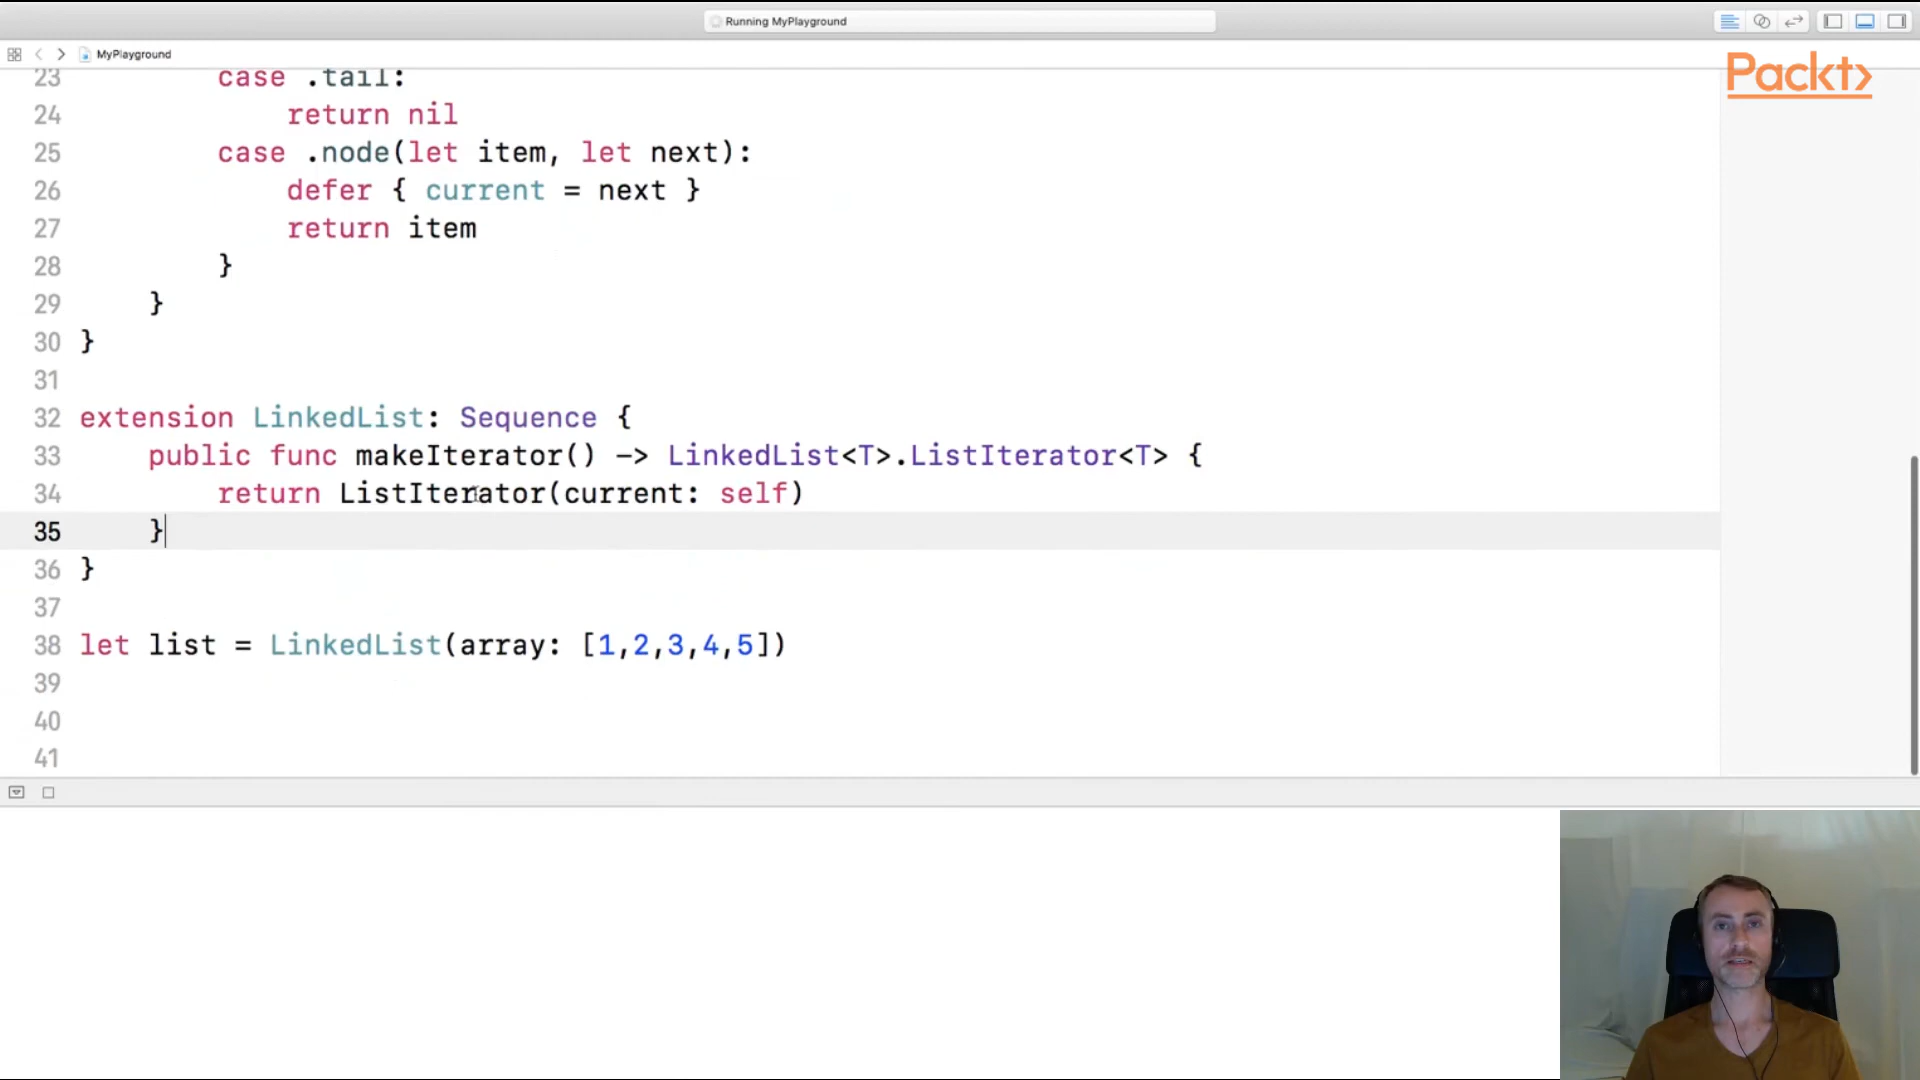 Running MyPlayground
MyPlayground
Packt>
23 case .tail:
24 return nil
25 case .node(let item, let next):
26 defer { current = next }
27 return item
28 }
29 }
30 }
31
32 extension LinkedList: Sequence {
33 public func makeIterator() -> LinkedList<T>.ListIterator<T> {
34 return ListIterator(current: self)
35 }
36 }
37
38 let list = LinkedList(array: [1,2,3,4,5])
39
40
41